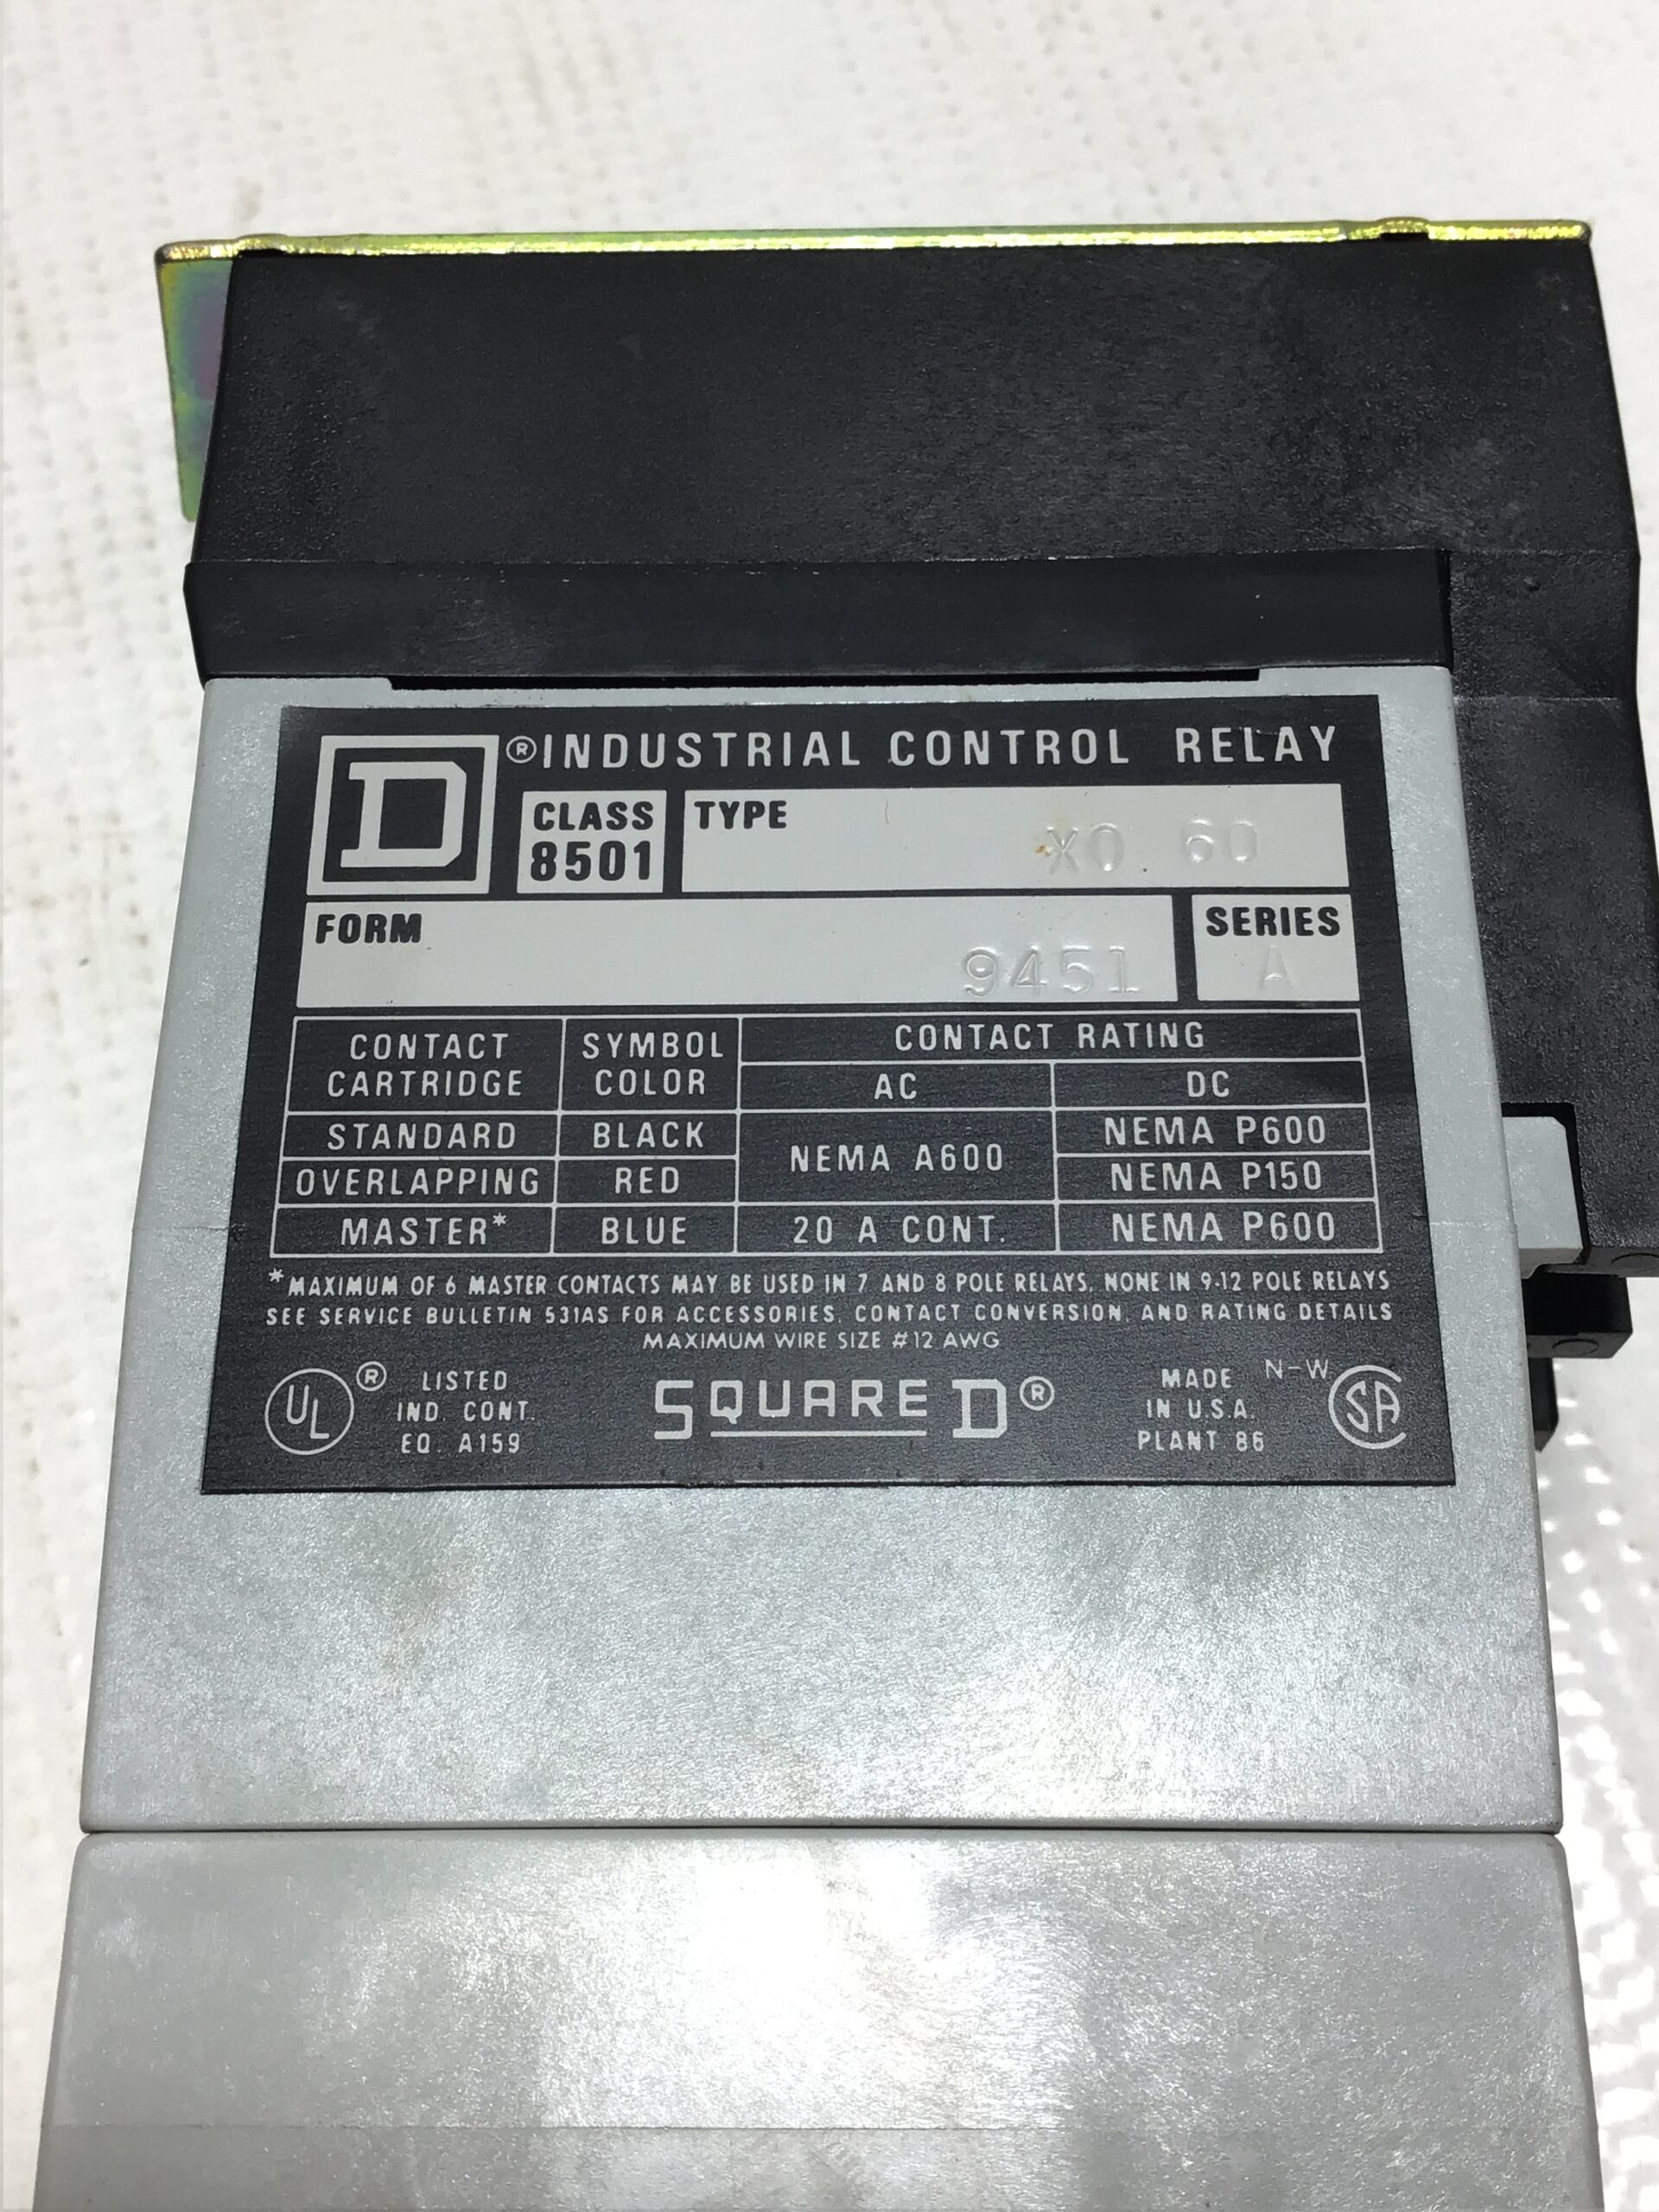 D ® INDUSTRIAL CONTROL RELAY
CLASS 8501
TYPE XO 60
FORM 9451
SERIES A
CONTACT CARTRIDGE SYMBOL COLOR CONTACT RATING
AC DC
STANDARD BLACK NEMA A600 NEMA P600
OVERLAPPING RED NEMA P150
MASTER* BLUE 20 A CONT. NEMA P600
*MAXIMUM OF 6 MASTER CONTACTS MAY BE USED IN 7 AND 8 POLE RELAYS, NONE IN 9-12 POLE RELAYS
SEE SERVICE BULLETIN 531AS FOR ACCESSORIES, CONTACT CONVERSION, AND RATING DETAILS
MAXIMUM WIRE SIZE #12 AWG
UL ® LISTED
IND. CONT.
EQ. A159
SQUARE D ®
MADE
IN U.S.A.
PLANT 86
N-W
SA